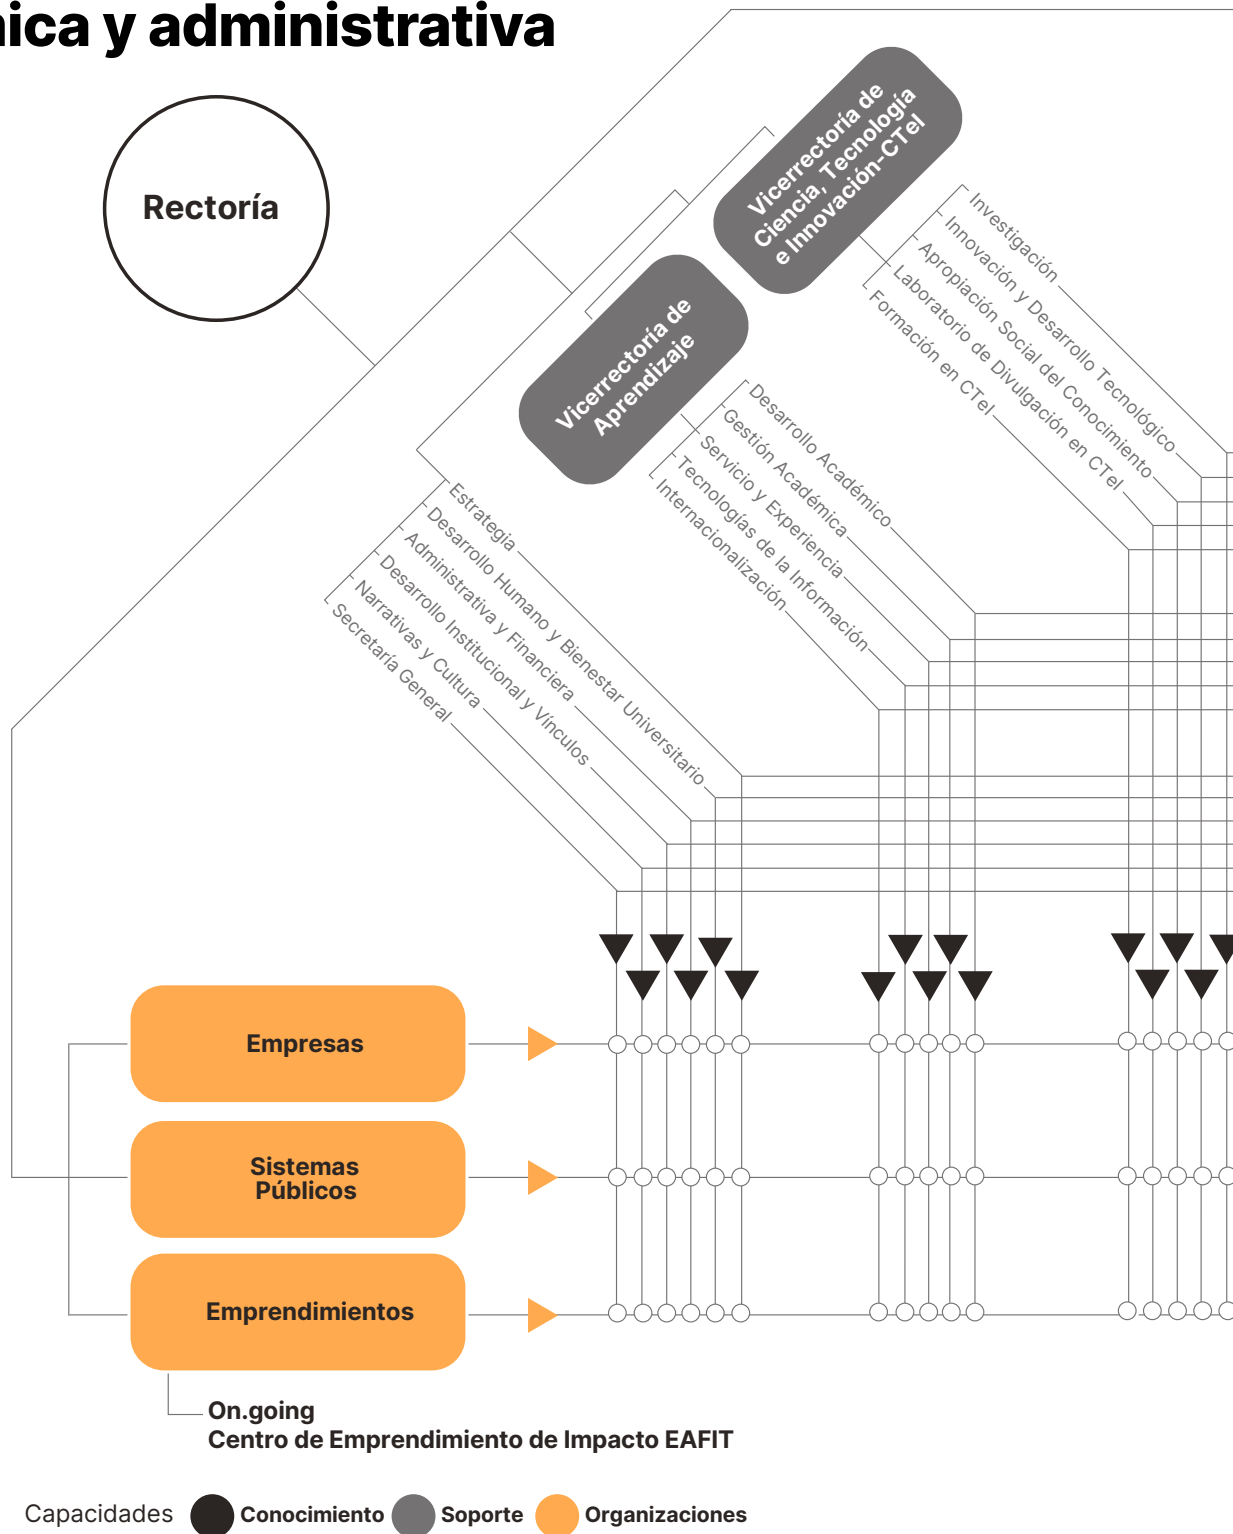 nica y administrativa
Rectoría
Vicerrectoría de
Ciencia, Tecnología
e Innovación-CTeI
Investigación
Innovación y Desarrollo Tecnológico
Apropiación Social del Conocimiento
Laboratorio de Divulgación en CTeI
Formación en CTeI
Vicerrectoría de
Aprendizaje
Desarrollo Académico
Gestión Académica
Servicio y Experiencia
Tecnologías de la Información
Internacionalización
Estrategia
Desarrollo Humano y Bienestar Universitario
Administrativa y Financiera
Desarrollo Institucional y Vínculos
Narrativas y Cultura
Secretaría General
Empresas
Sistemas
Públicos
Emprendimientos
On.going
Centro de Emprendimiento de Impacto EAFIT
Capacidades Conocimiento Soporte Organizaciones